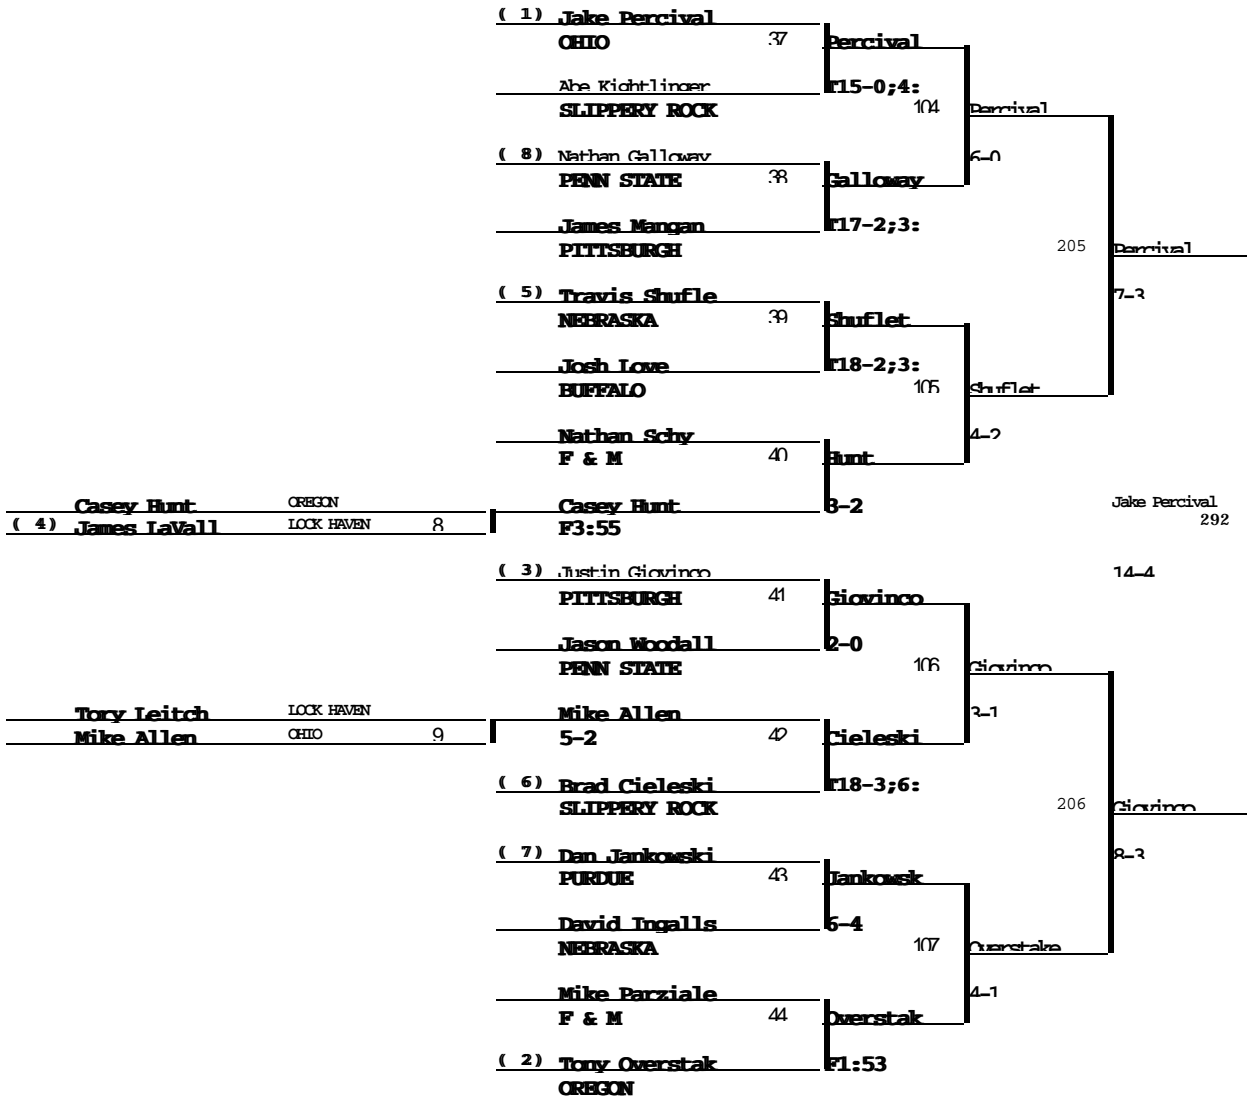 ( 1) Jake Percival
OHIO 37 Percival
Abe Kightlinger T15-0;4:
SLIPPERY ROCK 104 Percival
( 8) Nathan Galloway 6-0
PENN STATE 38 Galloway
James Mangan T17-2;3:
PITTSBURGH 205 Percival
( 5) Travis Shufle 7-3
NEBRASKA 39 Shuflet
Josh Love T18-2;3:
BUFFALO 105 Shuflet
Nathan Schy 4-2
F & M 40 Hunt
Casey Hunt OREGON Casey Hunt 3-2 Jake Percival
( 4) James LaVall LOCK HAVEN 8 F3:55 292
( 3) Justin Giovinco 14-4
PITTSBURGH 41 Giovinco
Jason Woodall 2-0
PENN STATE 106 Giovinco
Tory Leitch LOCK HAVEN Mike Allen 3-1
Mike Allen OHIO 9 5-2 42 Cieleski
( 6) Brad Cieleski T18-3;6:
SLIPPERY ROCK 206 Giovinco
( 7) Dan Jankowski 8-3
PURDUE 43 Jankowsk
David Ingalls 6-4
NEBRASKA 107 Overstake
Mike Parziale 4-1
F & M 44 Overstak
( 2) Tony Overstak F1:53
OREGON